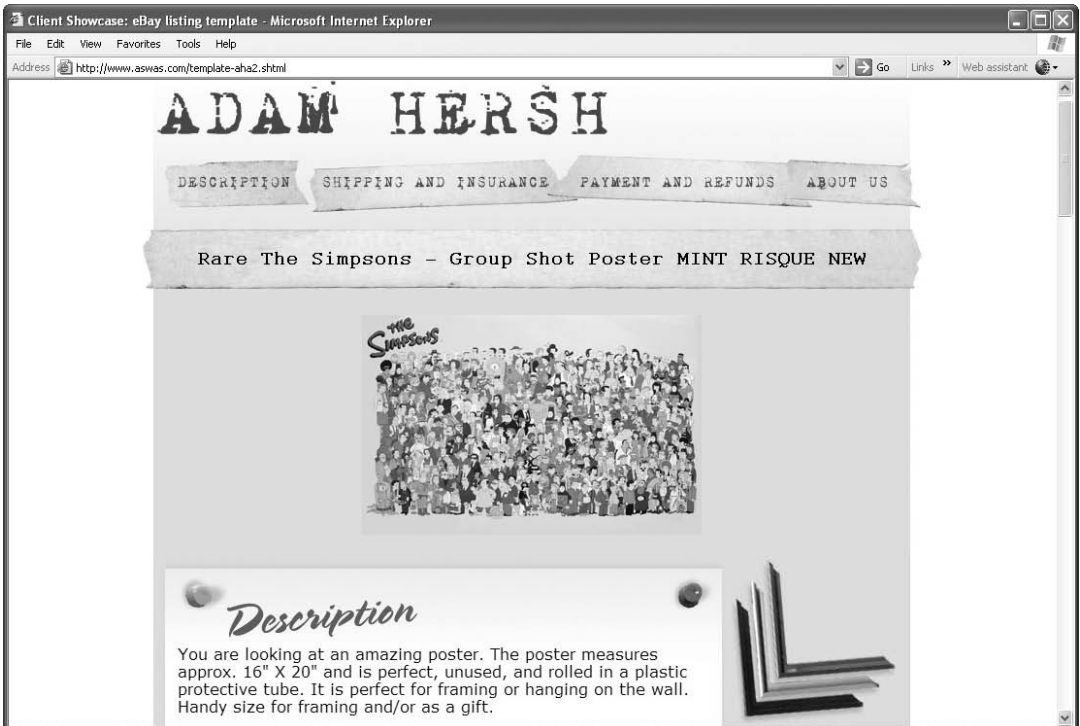 Client Showcase: eBay listing template - Microsoft Internet Explorer
File Edit View Favorites Tools Help
Address http://www.aswas.com/template-aha2.shtml Go Links » Web assistant
ADAM HERSH
DESCRIPTION SHIPPING AND INSURANCE PAYMENT AND REFUNDS ABOUT US
Rare The Simpsons – Group Shot Poster MINT RISQUE NEW
THE
SIMPSONS
Description
You are looking at an amazing poster. The poster measures
approx. 16" X 20" and is perfect, unused, and rolled in a plastic
protective tube. It is perfect for framing or hanging on the wall.
Handy size for framing and/or as a gift.